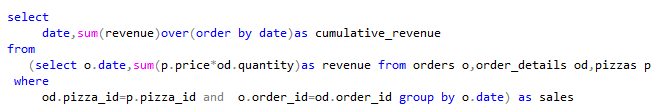 select
date,sum(revenue)over(order by date)as cumulative_revenue
from
(select o.date,sum(p.price*od.quantity)as revenue from orders o,order_details od,pizzas p
where
od.pizza_id=p.pizza_id and  o.order_id=od.order_id group by o.date) as sales